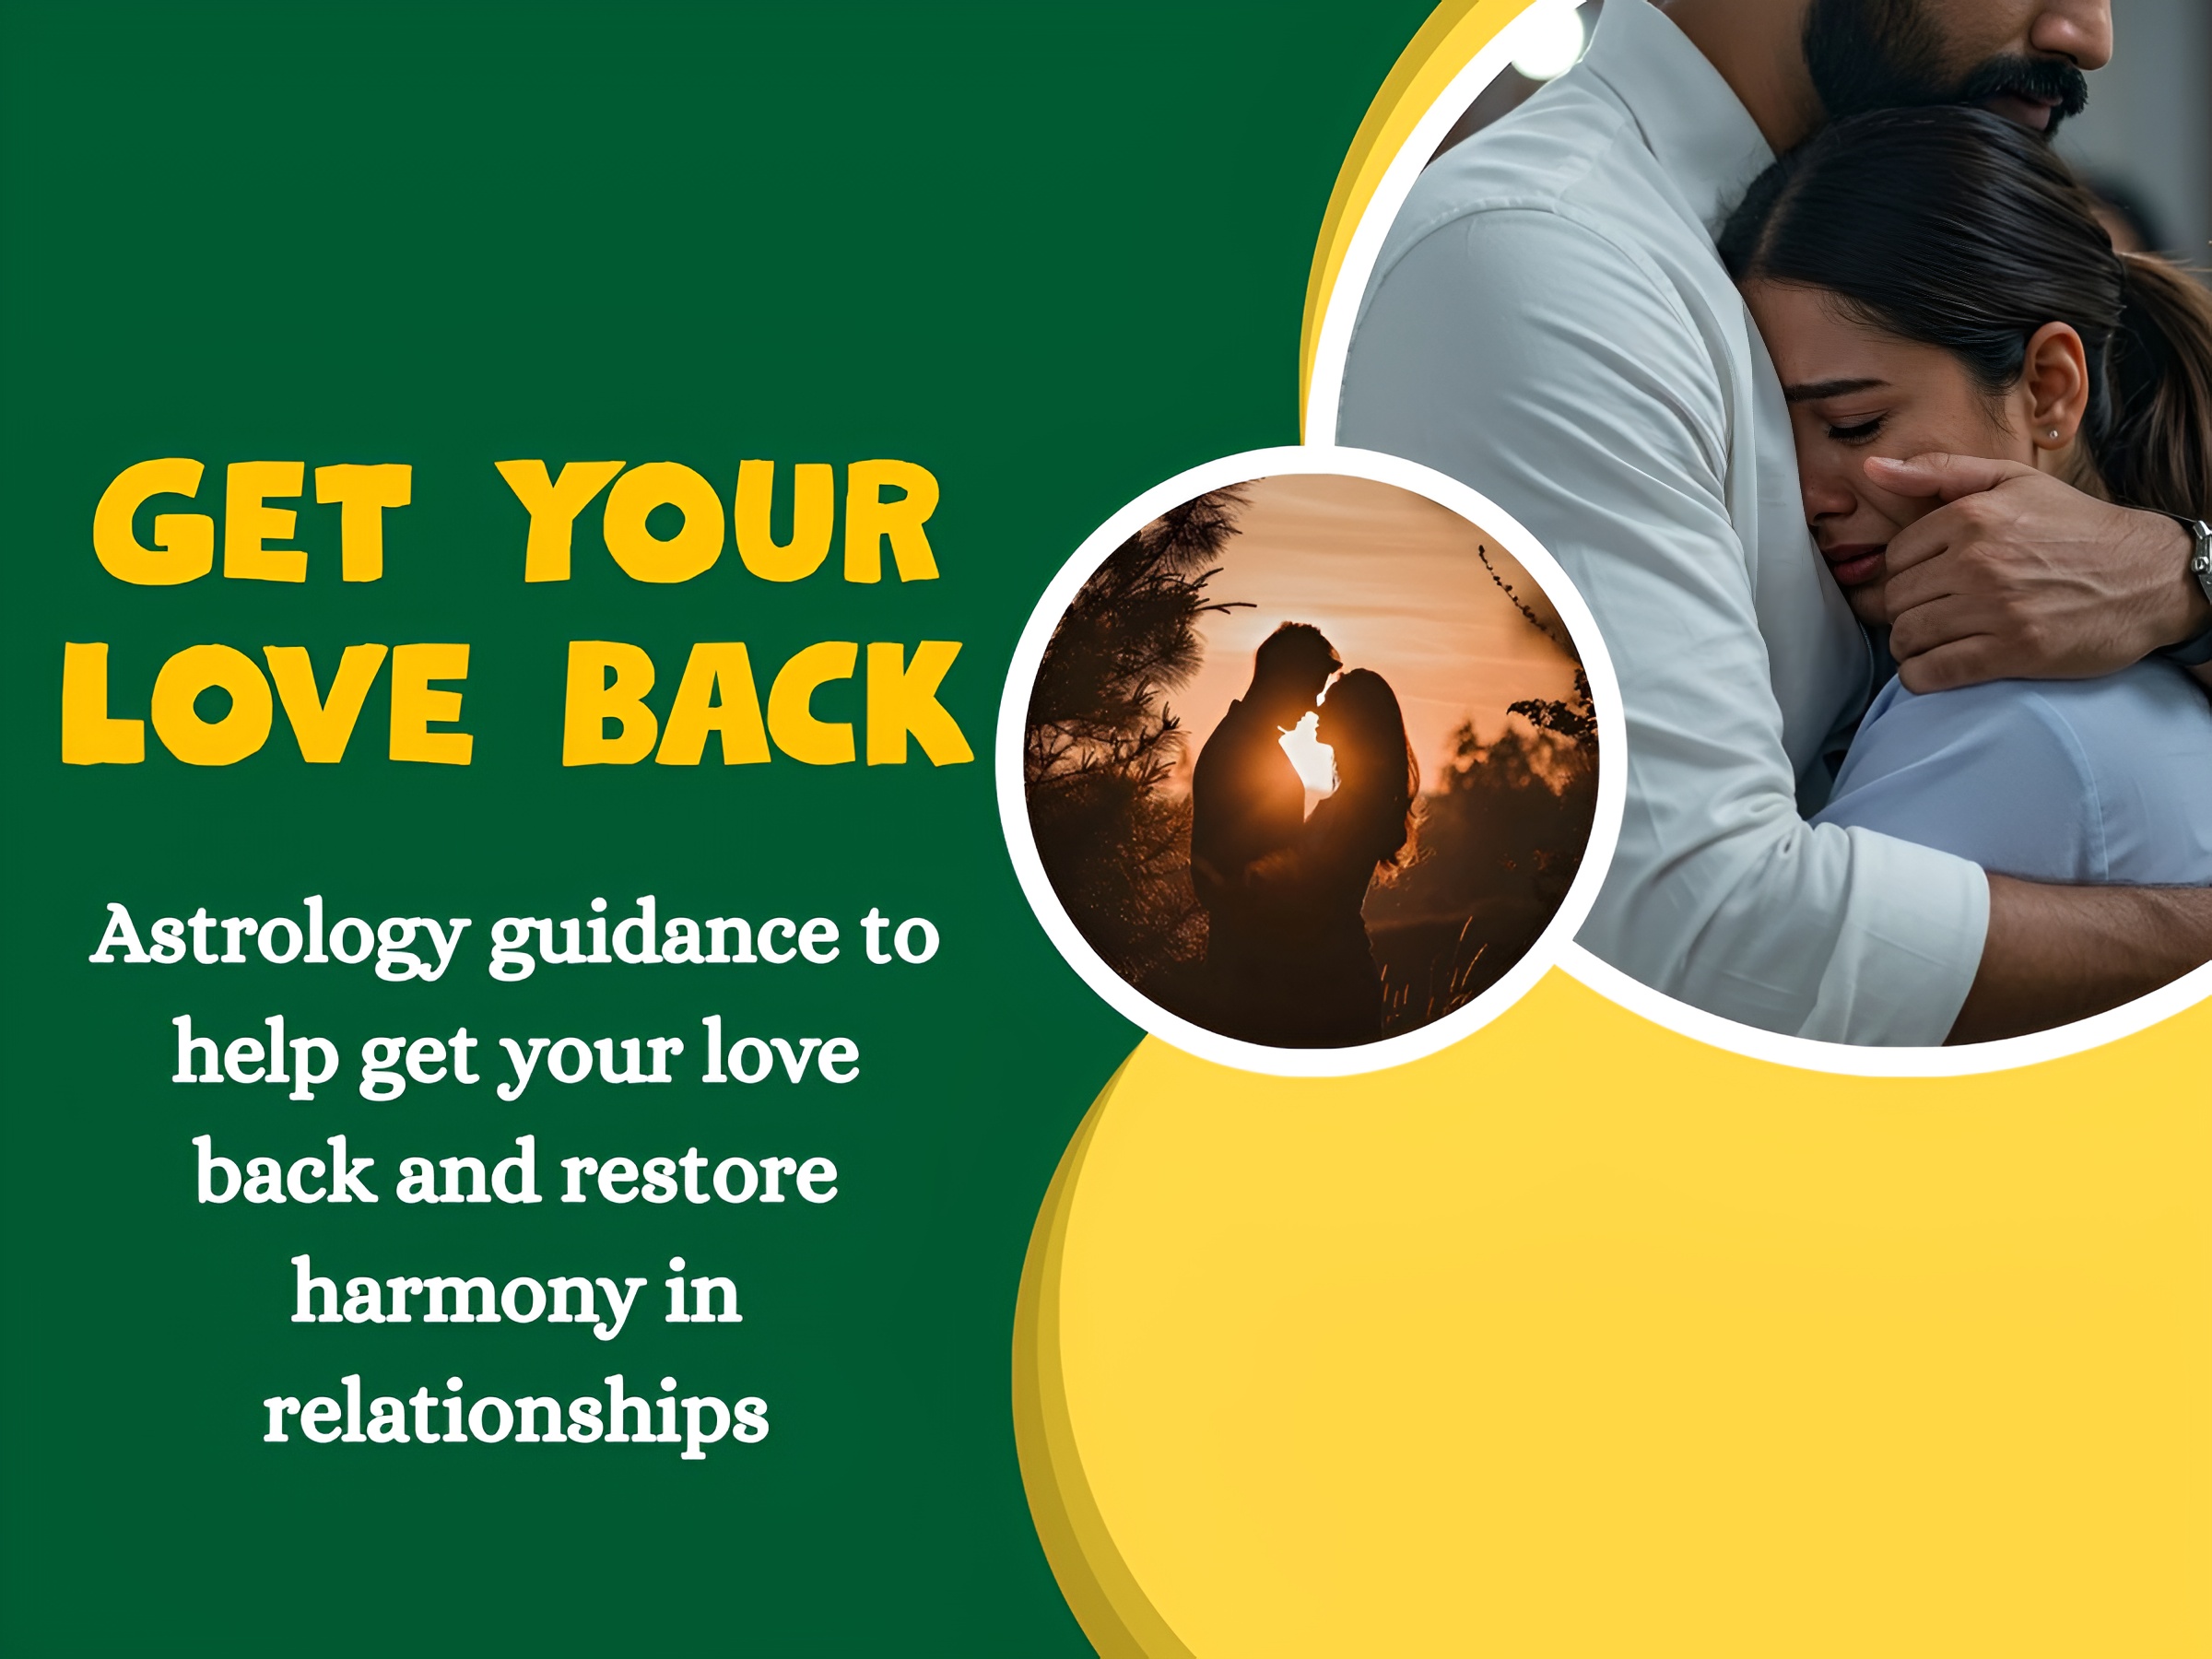 GET YOUR
LOVE BACK
Astrology guidance to
help get your love
back and restore
harmony in
relationships